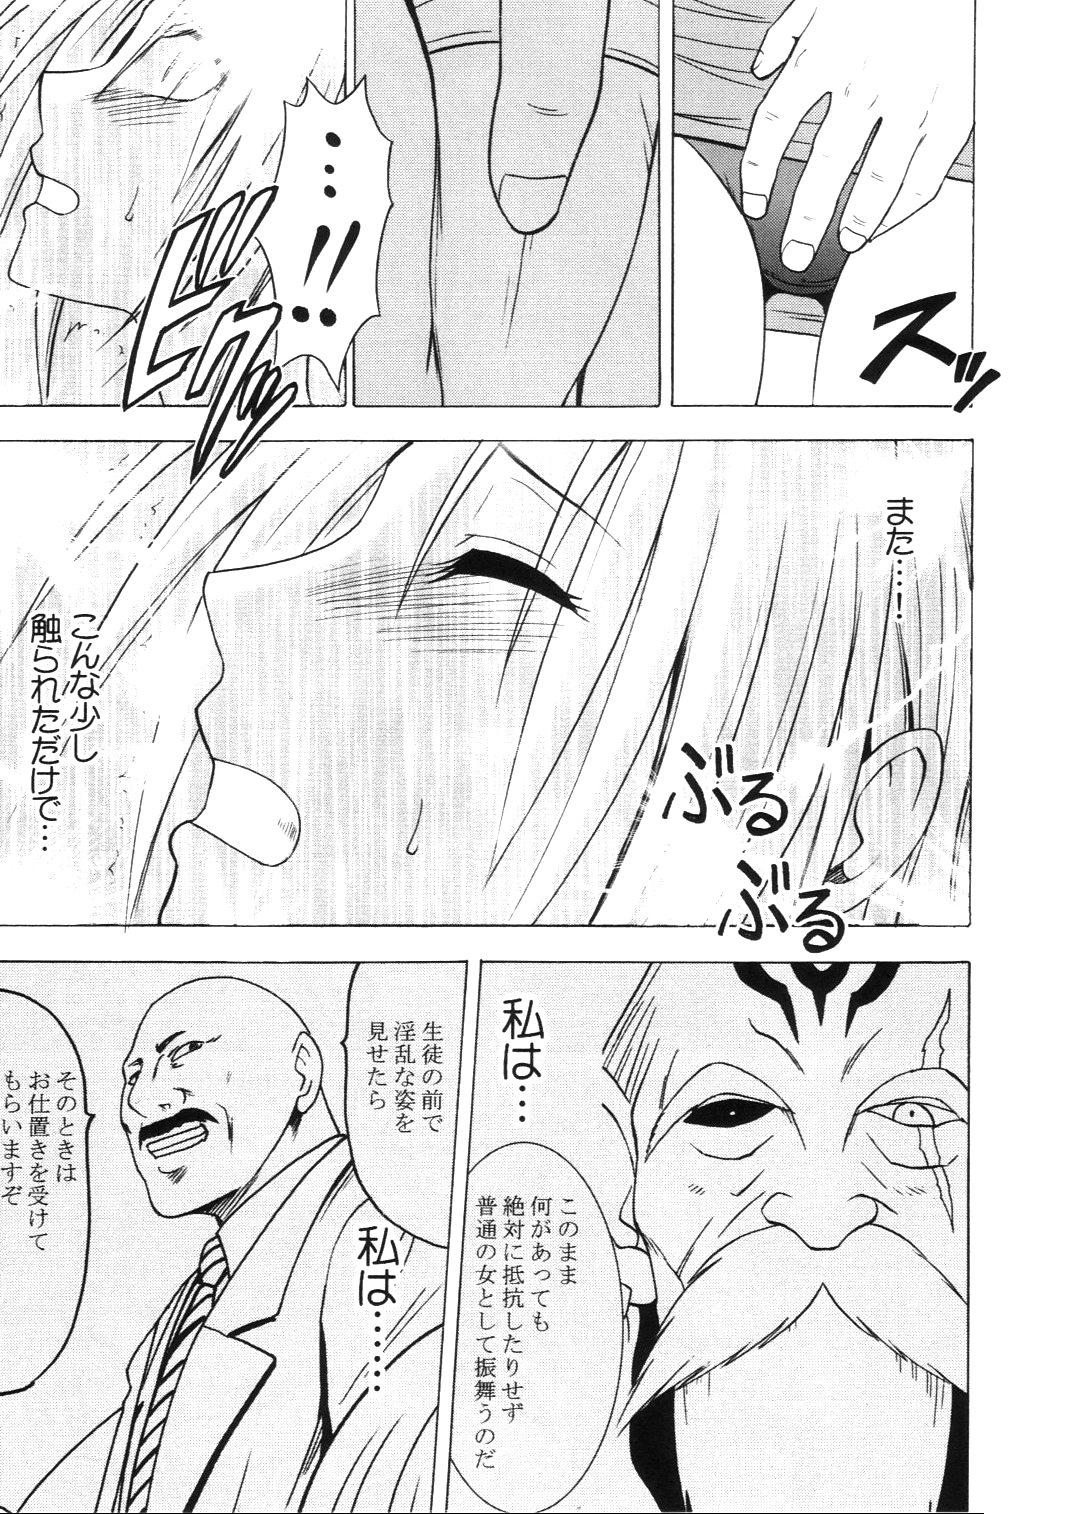 スッ
…!!
ビクゥッ
また…!
こんな少し
触られただけで…
ぶる
ぶる
私は…
このまま
何があっても
絶対に抵抗したりせず
普通の女として振舞うのだ
生徒の前で
淫乱な姿を
見せたら
私は……
そのときは
お仕置きを受けて
もらいますぞ